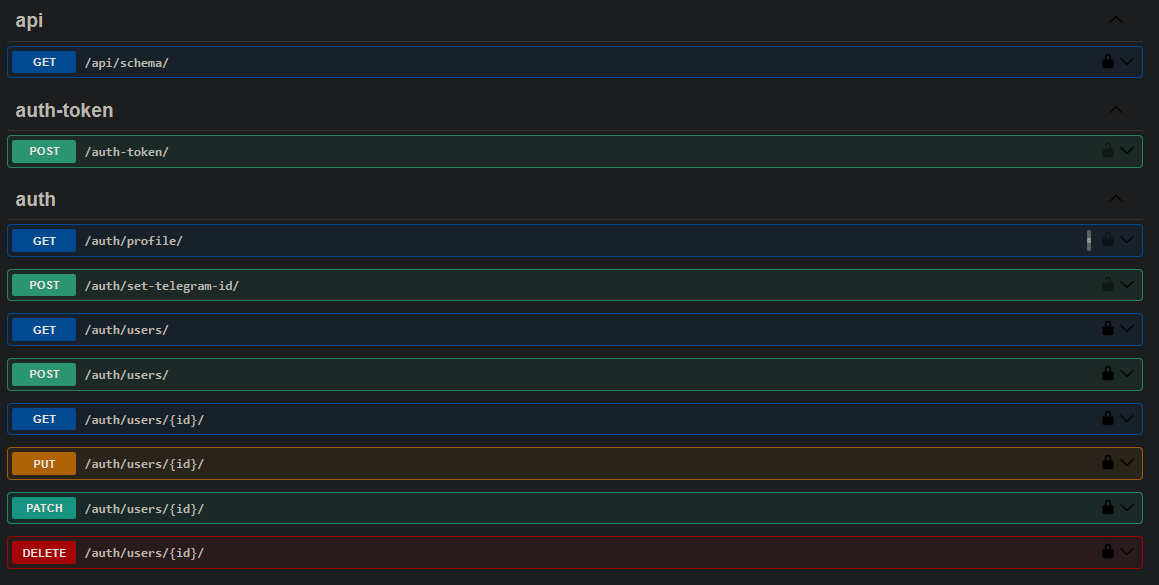 api
GET /api/schema/
auth-token
POST /auth-token/
auth
GET /auth/profile/
POST /auth/set-telegram-id/
GET /auth/users/
POST /auth/users/
GET /auth/users/{id}/
PUT /auth/users/{id}/
PATCH /auth/users/{id}/
DELETE /auth/users/{id}/